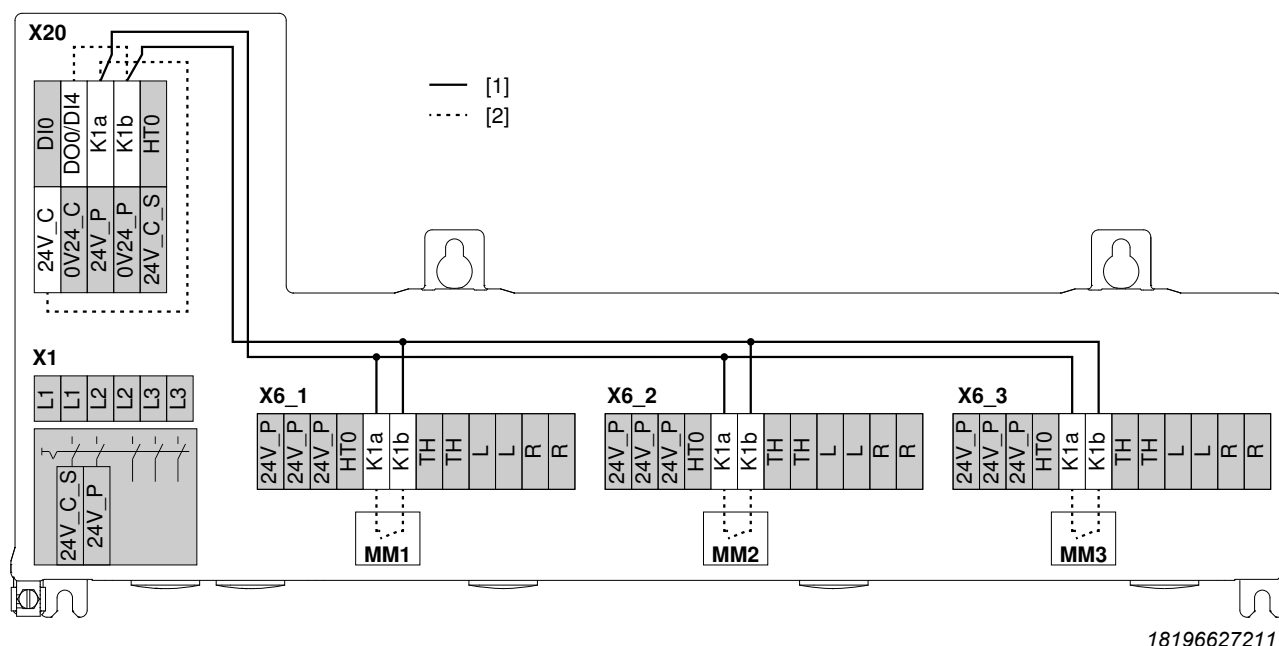 X20
[1]
[2]
DI0 DO0/DI4 K1a K1b HT0
24V_C 0V24_C 24V_P 0V24_P 24V_C_S
X1
L1 L1 L2 L2 L3 L3
24V_C_S 24V_P
X6_1 X6_2 X6_3
24V_P 24V_P 24V_P HT0 K1a K1b TH TH L L R R
24V_P 24V_P 24V_P HT0 K1a K1b TH TH L L R R
24V_P 24V_P 24V_P HT0 K1a K1b TH TH L L R R
MM1 MM2 MM3
18196627211